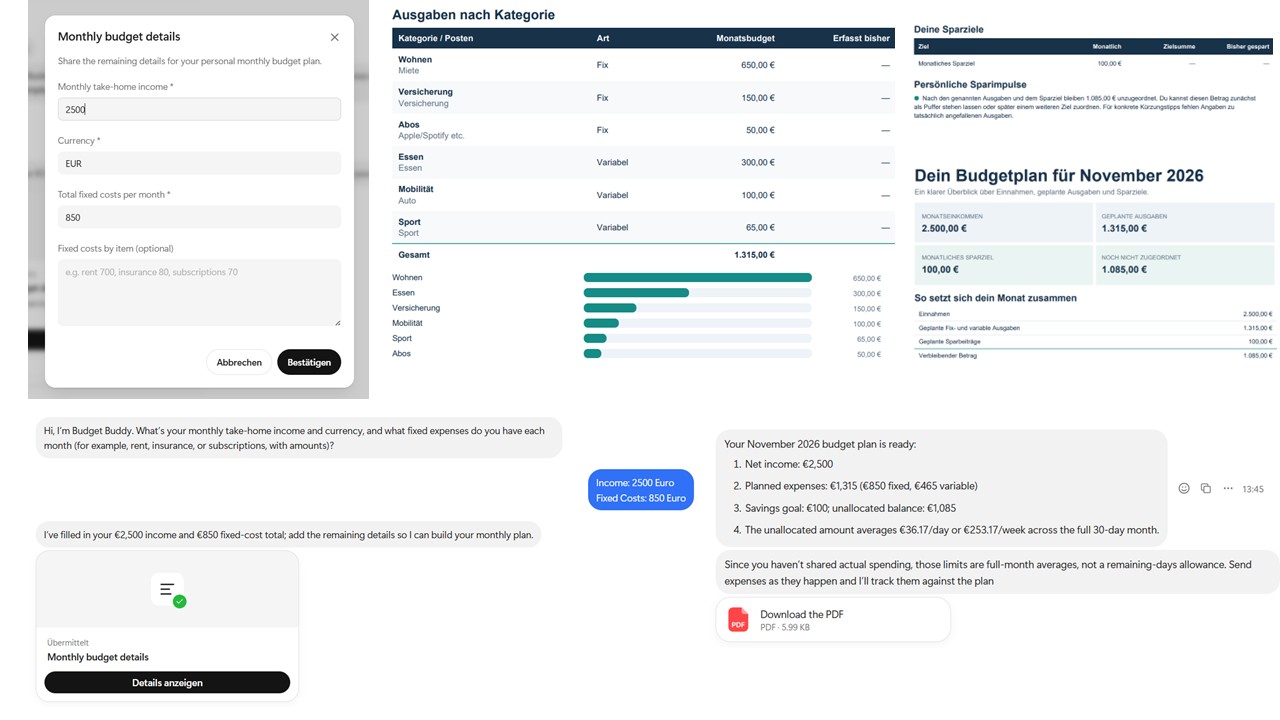 Monthly budget details
Share the remaining details for your personal monthly budget plan.
Monthly take-home income *
2500
Currency *
EUR
Total fixed costs per month *
850
Fixed costs by item (optional)
e.g. rent 700, insurance 80, subscriptions 70
Abbrechen Bestätigen
Ausgaben nach Kategorie
Kategorie / Posten Art Monatsbudget Erfasst bisher
Wohnen
Miete Fix 650,00 € —
Versicherung
Versicherung Fix 150,00 € —
Abos
Apple/Spotify etc. Fix 50,00 € —
Essen
Essen Variabel 300,00 € —
Mobilität
Auto Variabel 100,00 € —
Sport
Sport Variabel 65,00 € —
Gesamt 1.315,00 €
Wohnen 650,00 €
Essen 300,00 €
Versicherung 150,00 €
Mobilität 100,00 €
Sport 65,00 €
Abos 50,00 €
Deine Sparziele
Ziel Monatlich Zielsumme Bisher gespart
Monatliches Sparziel 100,00 € — —
Persönliche Sparimpulse
Nach den genannten Ausgaben und dem Sparziel bleiben 1.085,00 € unzugeordnet. Du kannst diesen Betrag zunächst
als Puffer stehen lassen oder später einem weiteren Ziel zuordnen. Für konkrete Kürzungstipps fehlen Angaben zu
tatsächlich angefallenen Ausgaben.
Dein Budgetplan für November 2026
Ein klarer Überblick über Einnahmen, geplante Ausgaben und Sparziele.
MONATSEINKOMMEN
2.500,00 €
GEPLANTE AUSGABEN
1.315,00 €
MONATLICHES SPARZIEL
100,00 €
NOCH NICHT ZUGEORDNET
1.085,00 €
So setzt sich dein Monat zusammen
Einnahmen 2.500,00 €
Geplante Fix- und variable Ausgaben 1.315,00 €
Geplante Sparbeiträge 100,00 €
Verbleibender Betrag 1.085,00 €
Hi, I'm Budget Buddy. What's your monthly take-home income and currency, and what fixed expenses do you have each
month (for example, rent, insurance, or subscriptions, with amounts)?
Income: 2500 Euro
Fixed Costs: 850 Euro
I've filled in your €2,500 income and €850 fixed-cost total; add the remaining details so I can build your monthly plan.
Übermittelt
Monthly budget details
Details anzeigen
Your November 2026 budget plan is ready:
1. Net income: €2,500
2. Planned expenses: €1,315 (€850 fixed, €465 variable)
3. Savings goal: €100; unallocated balance: €1,085
4. The unallocated amount averages €36.17/day or €253.17/week across the full 30-day month.
13:45
Since you haven't shared actual spending, those limits are full-month averages, not a remaining-days allowance. Send
expenses as they happen and I'll track them against the plan
PDF
Download the PDF
PDF · 5.99 KB